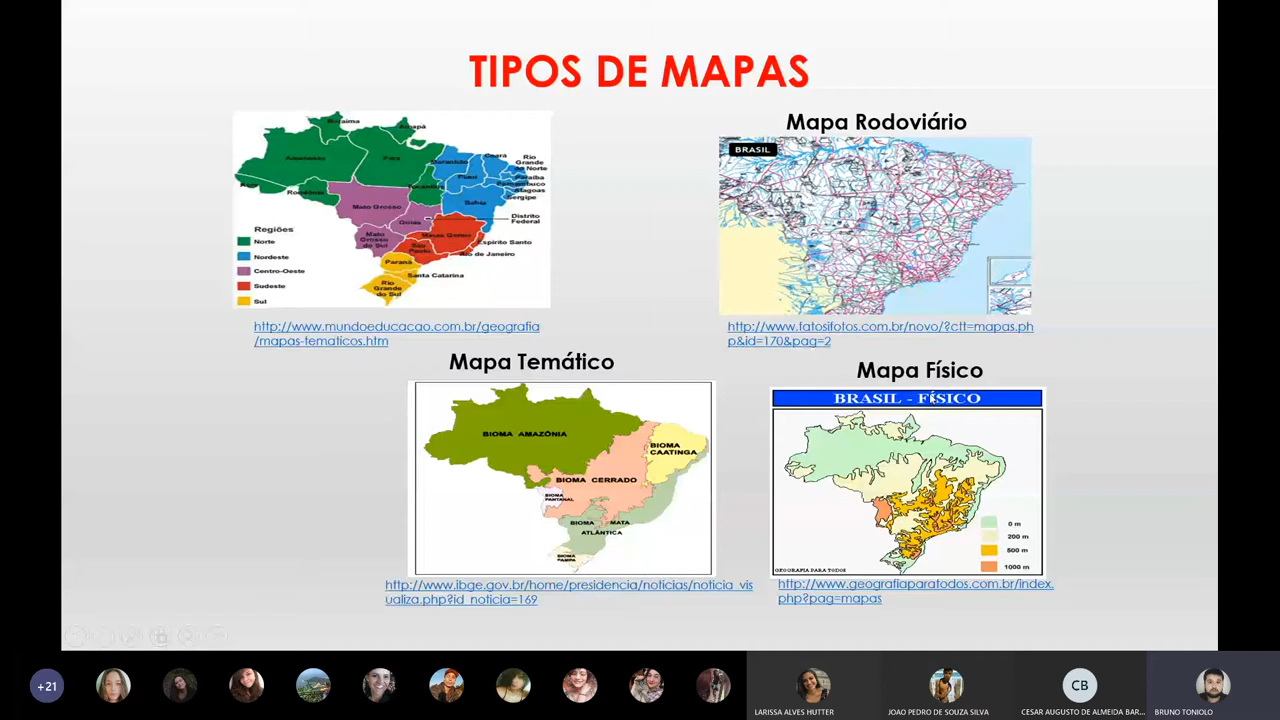 TIPOS DE MAPAS
Roraima
Amapá
Amazonas
Pará
Maranhão
Ceará
Rio
Grande
do Norte
Piauí
Paraíba
Pernambuco
Alagoas
Sergipe
Acre
Rondônia
Tocantins
Bahia
Mato Grosso
Goiás
Distrito
Federal
Mato
Grosso
do Sul
Minas Gerais
Espírito Santo
São
Paulo
Rio de Janeiro
Paraná
Santa Catarina
Rio
Grande
do Sul
Regiões
Norte
Nordeste
Centro-Oeste
Sudeste
Sul
http://www.mundoeducacao.com.br/geografia
/mapas-tematicos.htm
Mapa Rodoviário
BRASIL
http://www.fatosifotos.com.br/novo/?ctt=mapas.ph
p&id=170&pag=2
Mapa Temático
BIOMA AMAZÔNIA
BIOMA
CAATINGA
BIOMA CERRADO
BIOMA
PANTANAL
BIOMA MATA
ATLÂNTICA
BIOMA
PAMPA
http://www.ibge.gov.br/home/presidencia/noticias/noticia_vis
ualiza.php?id_noticia=169
Mapa Físico
BRASIL - FÍSICO
0 m
200 m
500 m
1000 m
GEOGRAFIA PARA TODOS
http://www.geografiaparatodos.com.br/index.
php?pag=mapas
+21
LARISSA ALVES HUTTER
JOAO PEDRO DE SOUZA SILVA
CB
CESAR AUGUSTO DE ALMEIDA BAR...
BRUNO TONIOLO